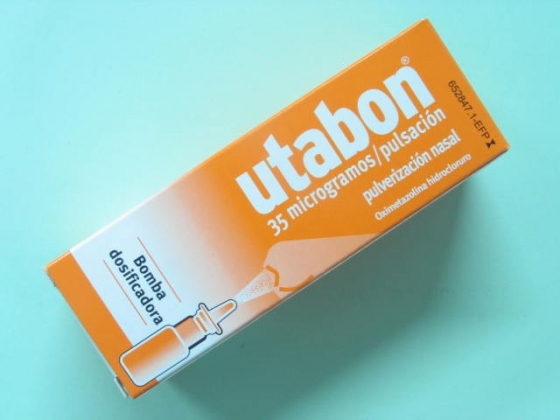 utabon®
35 microgramos/pulsación
pulverización nasal
Oximetazolina hidrocloruro
652847.1-EFP
Bomba
dosificadora